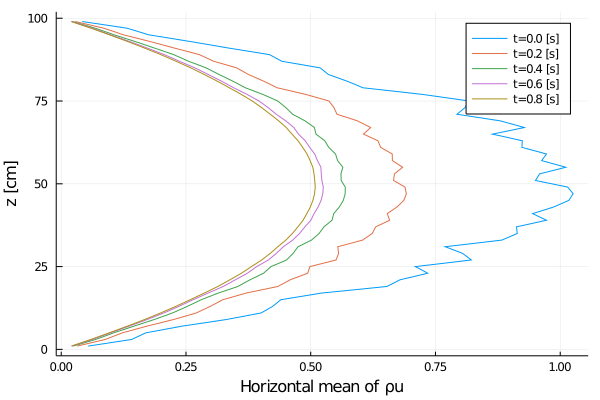 100
t=0.0 [s]
t=0.2 [s]
t=0.4 [s]
t=0.6 [s]
t=0.8 [s]
75
z [cm]
50
25
0
0.00 0.25 0.50 0.75 1.00
Horizontal mean of ρu